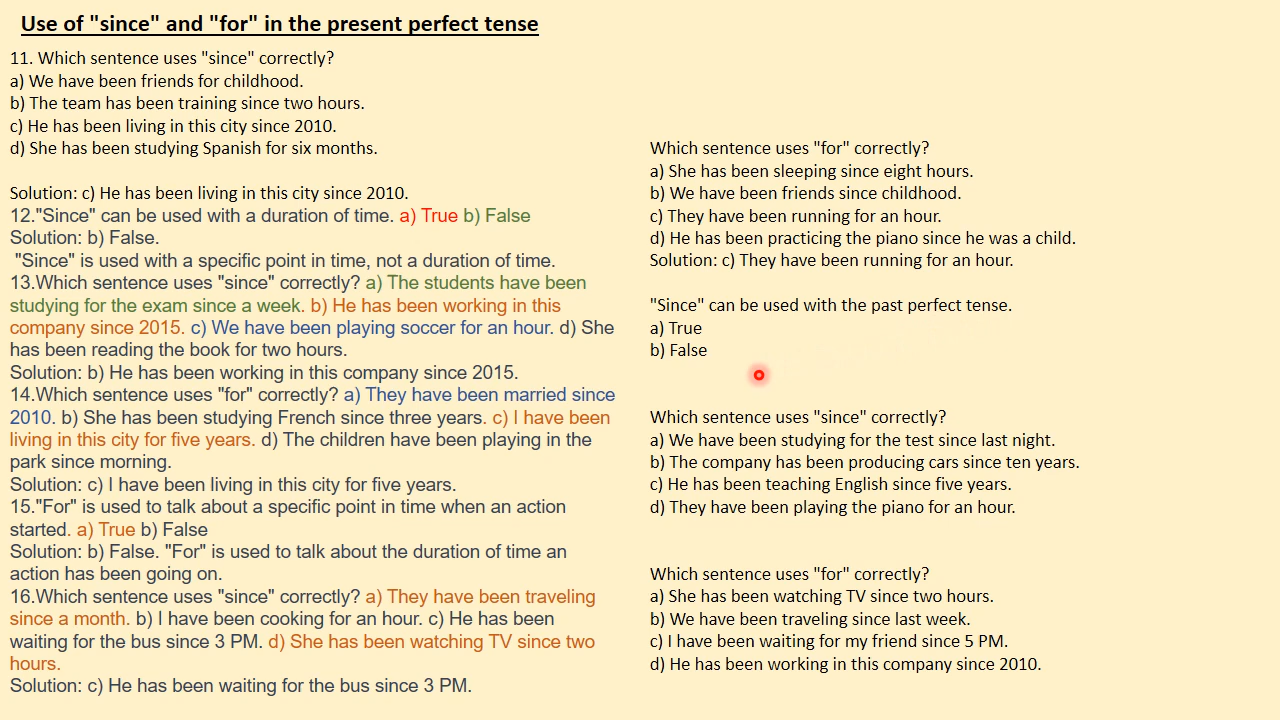 Use of "since" and "for" in the present perfect tense
11. Which sentence uses "since" correctly?
a) We have been friends for childhood.
b) The team has been training since two hours.
c) He has been living in this city since 2010.
d) She has been studying Spanish for six months.
Solution: c) He has been living in this city since 2010.
12."Since" can be used with a duration of time. a) True b) False
Solution: b) False.
"Since" is used with a specific point in time, not a duration of time.
13.Which sentence uses "since" correctly? a) The students have been
studying for the exam since a week. b) He has been working in this
company since 2015. c) We have been playing soccer for an hour. d) She
has been reading the book for two hours.
Solution: b) He has been working in this company since 2015.
14.Which sentence uses "for" correctly? a) They have been married since
2010. b) She has been studying French since three years. c) I have been
living in this city for five years. d) The children have been playing in the
park since morning.
Solution: c) I have been living in this city for five years.
15."For" is used to talk about a specific point in time when an action
started. a) True b) False
Solution: b) False. "For" is used to talk about the duration of time an
action has been going on.
16.Which sentence uses "since" correctly? a) They have been traveling
since a month. b) I have been cooking for an hour. c) He has been
waiting for the bus since 3 PM. d) She has been watching TV since two
hours.
Solution: c) He has been waiting for the bus since 3 PM.
Which sentence uses "for" correctly?
a) She has been sleeping since eight hours.
b) We have been friends since childhood.
c) They have been running for an hour.
d) He has been practicing the piano since he was a child.
Solution: c) They have been running for an hour.
"Since" can be used with the past perfect tense.
a) True
b) False
Which sentence uses "since" correctly?
a) We have been studying for the test since last night.
b) The company has been producing cars since ten years.
c) He has been teaching English since five years.
d) They have been playing the piano for an hour.
Which sentence uses "for" correctly?
a) She has been watching TV since two hours.
b) We have been traveling since last week.
c) I have been waiting for my friend since 5 PM.
d) He has been working in this company since 2010.